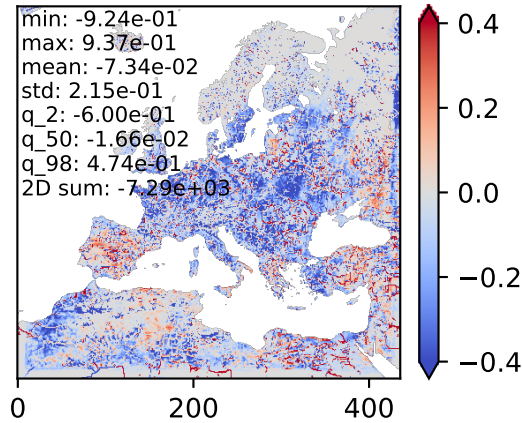 min: -9.24e-01
max: 9.37e-01
mean: -7.34e-02
std: 2.15e-01
q_2: -6.00e-01
q_50: -1.66e-02
q_98: 4.74e-01
2D sum: -7.29e+03
0.4
0.2
0.0
−0.2
−0.4
0
200
400